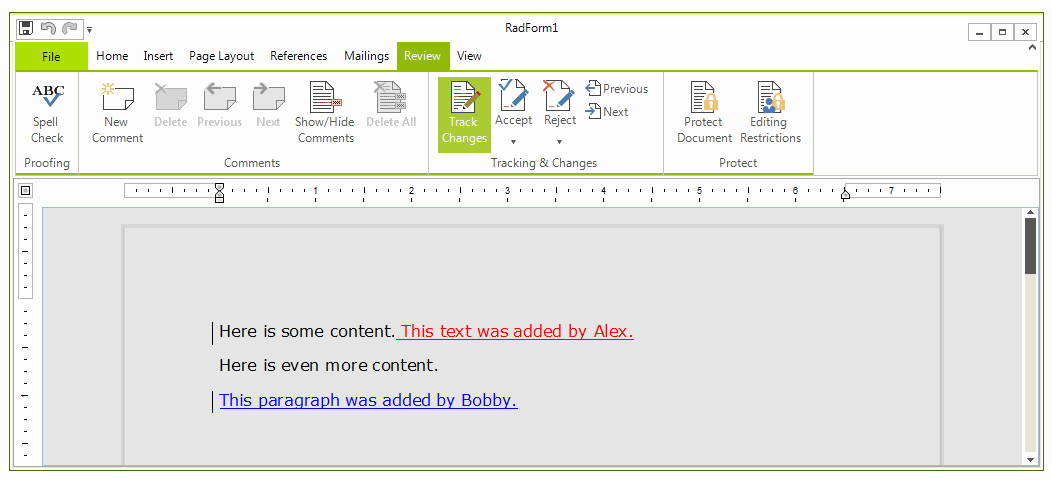 RadForm1
File Home Insert Page Layout References Mailings Review View
ABC
Spell Check
New Comment
Delete
Previous
Next
Show/Hide Comments
Delete All
Track Changes
Accept
Reject
Previous
Next
Protect Document
Editing Restrictions
Proofing
Comments
Tracking & Changes
Protect
1 2 3 4 5 6 7
Here is some content. This text was added by Alex.
Here is even more content.
This paragraph was added by Bobby.